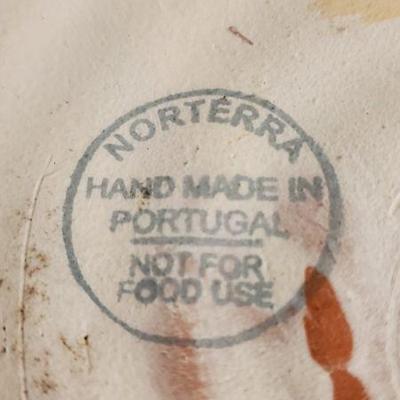 NORTERRA
HAND MADE IN
PORTUGAL
NOT FOR
FOOD USE